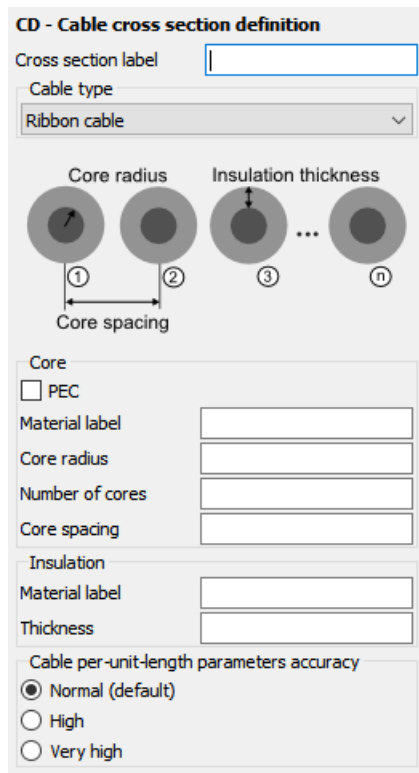 CD - Cable cross section definition
Cross section label
Cable type
Ribbon cable
Core radius Insulation thickness
...
1 2 3 n
Core spacing
Core
PEC
Material label
Core radius
Number of cores
Core spacing
Insulation
Material label
Thickness
Cable per-unit-length parameters accuracy
Normal (default)
High
Very high